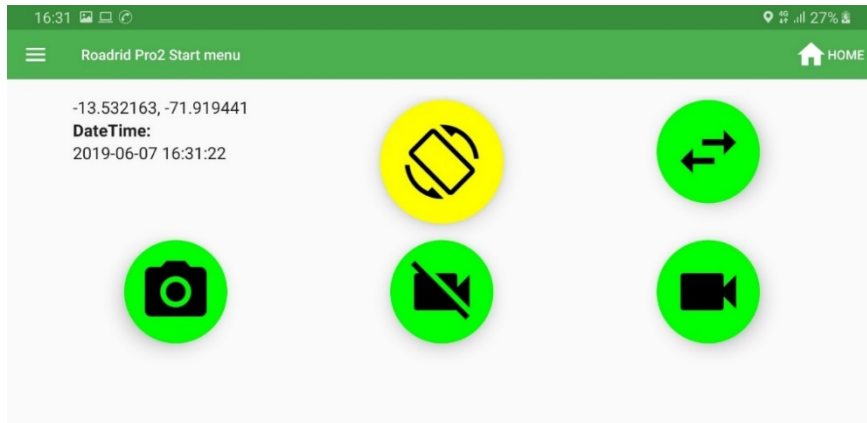 16:31
4G 27%
Roadrid Pro2 Start menu
HOME
-13.532163, -71.919441
DateTime:
2019-06-07 16:31:22